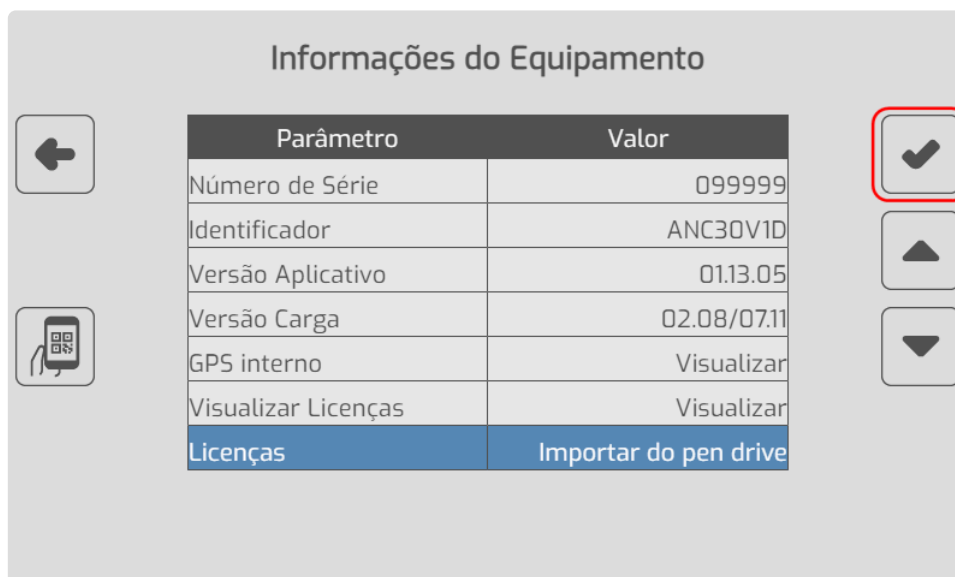 Informações do Equipamento
Parâmetro Valor
Número de Série 099999
Identificador ANC30V1D
Versão Aplicativo 01.13.05
Versão Carga 02.08/07.11
GPS interno Visualizar
Visualizar Licenças Visualizar
Licenças Importar do pen drive